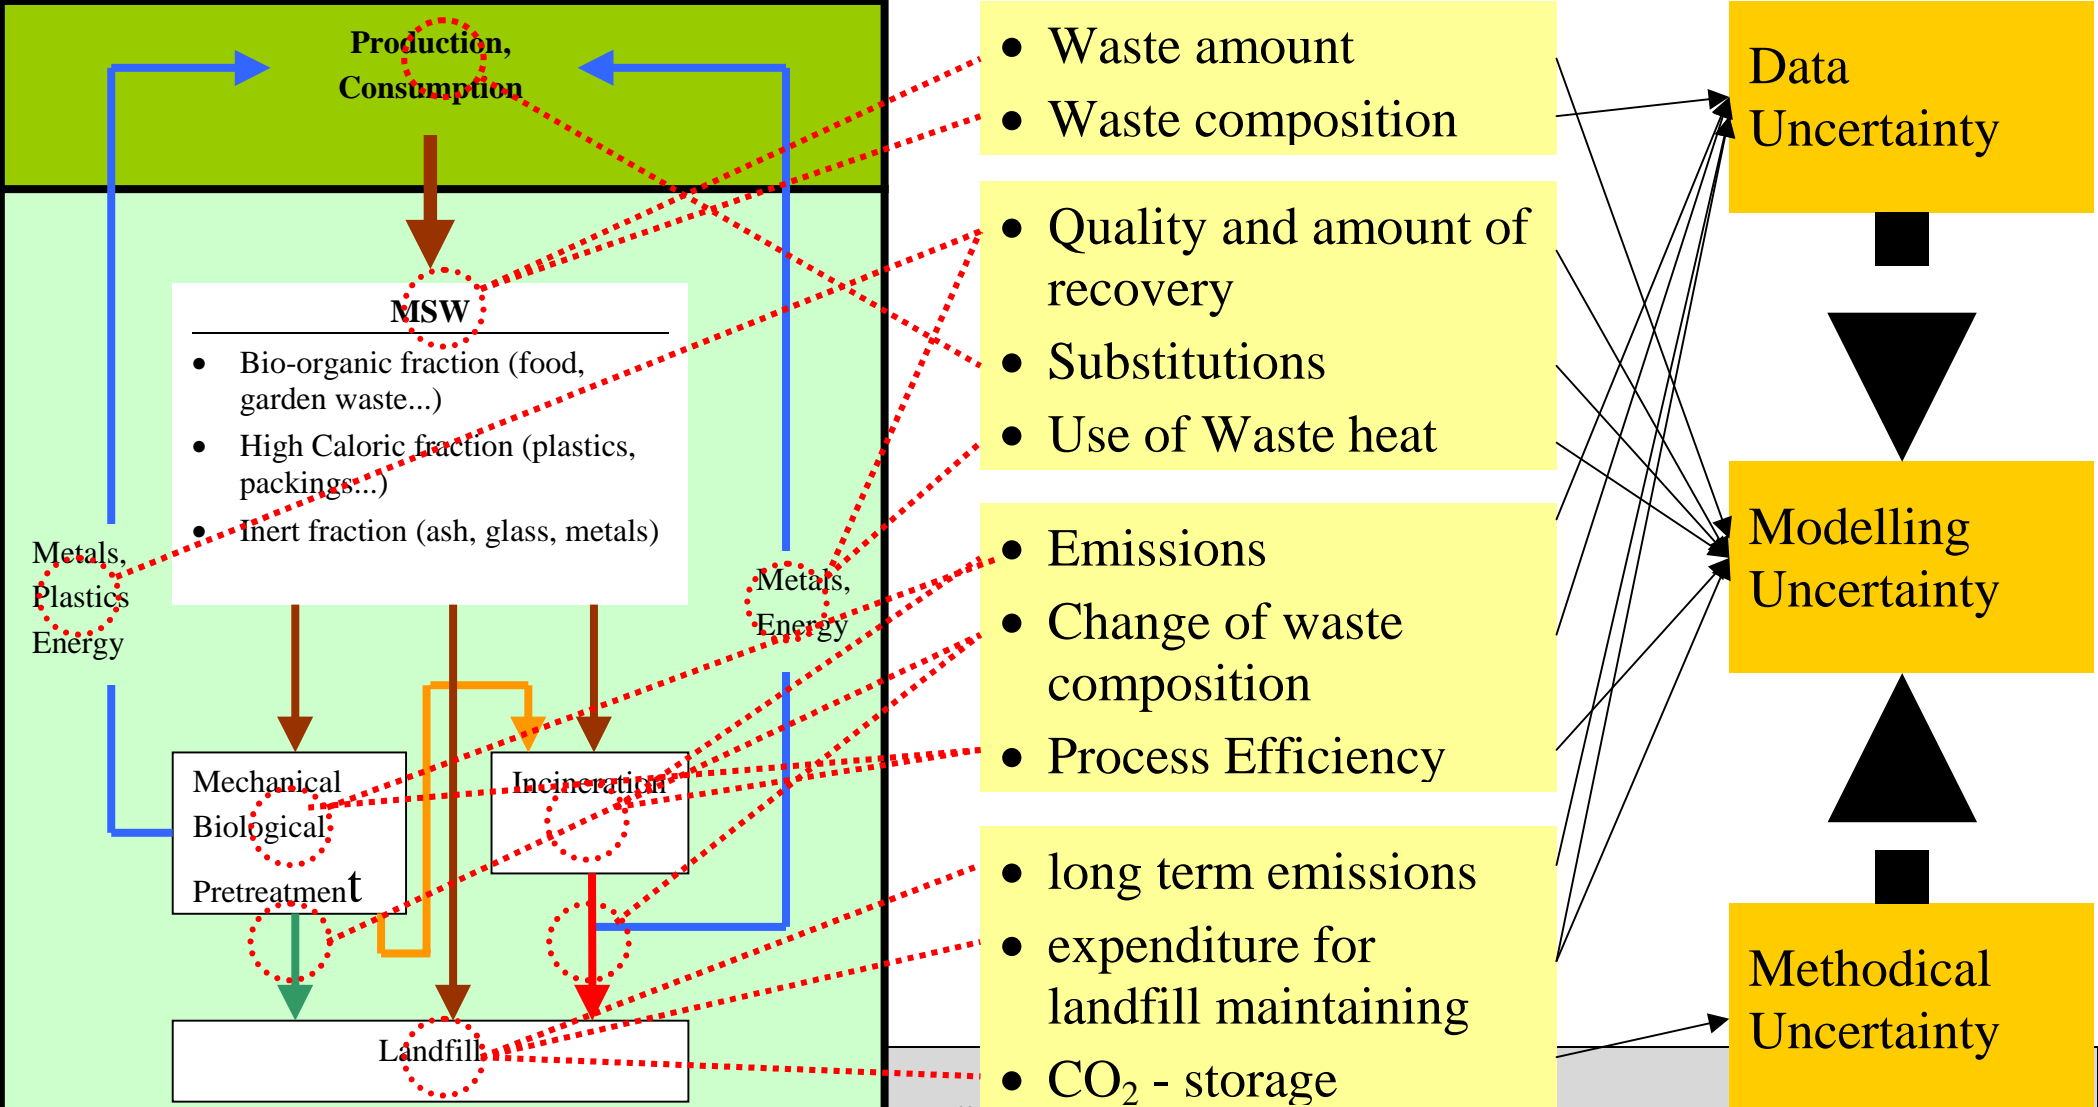 Production,
Consumption
MSW
• Bio-organic fraction (food,
garden waste...)
• High Caloric fraction (plastics,
packings...)
• Inert fraction (ash, glass, metals)
Metals,
Plastics
Energy
Metals,
Energy
Mechanical
Biological
Pretreatment
Incineration
Landfill
• Waste amount
• Waste composition
• Quality and amount of
recovery
• Substitutions
• Use of Waste heat
• Emissions
• Change of waste
composition
• Process Efficiency
• long term emissions
• expenditure for
landfill maintaining
• CO₂ - storage
Data
Uncertainty
Modelling
Uncertainty
Methodical
Uncertainty